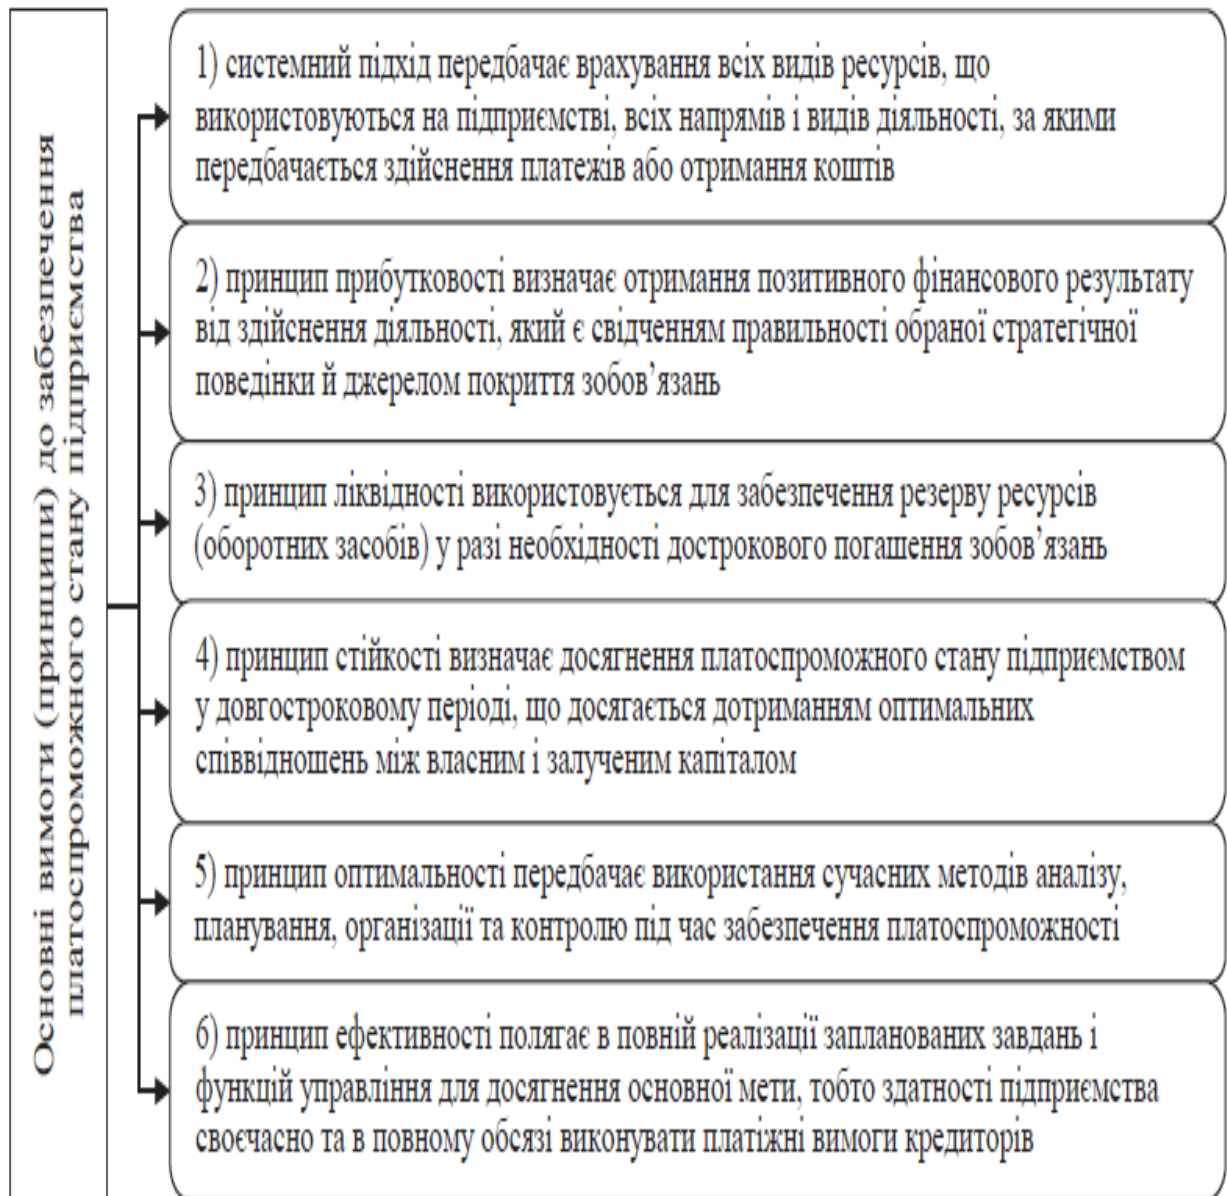 Основні вимоги (принципи) до забезпечення
платоспроможного стану підприємства
1) системний підхід передбачає врахування всіх видів ресурсів, що
використовуються на підприємстві, всіх напрямів і видів діяльності, за якими
передбачається здійснення платежів або отримання коштів
2) принцип прибутковості визначає отримання позитивного фінансового результату
від здійснення діяльності, який є свідченням правильності обраної стратегічної
поведінки й джерелом покриття зобов’язань
3) принцип ліквідності використовується для забезпечення резерву ресурсів
(оборотних засобів) у разі необхідності дострокового погашення зобов’язань
4) принцип стійкості визначає досягнення платоспроможного стану підприємством
у довгостроковому періоді, що досягається дотриманням оптимальних
співвідношень між власним і залученим капіталом
5) принцип оптимальності передбачає використання сучасних методів аналізу,
планування, організації та контролю під час забезпечення платоспроможності
6) принцип ефективності полягає в повній реалізації запланованих завдань і
функцій управління для досягнення основної мети, тобто здатності підприємства
своєчасно та в повному обсязі виконувати платіжні вимоги кредиторів